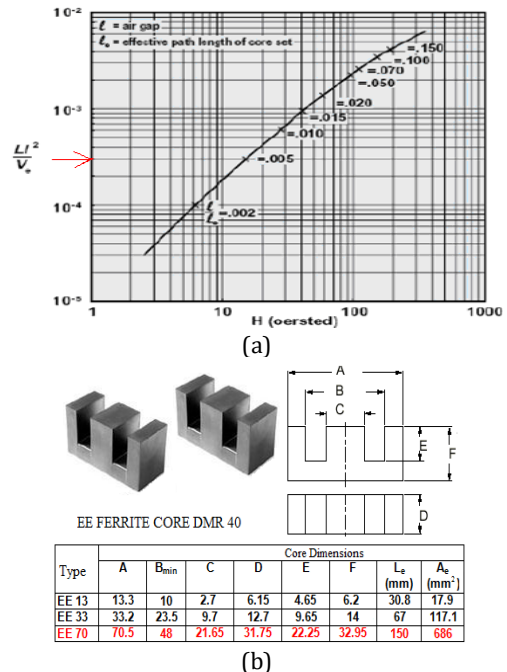 10⁻²
ℓ = air gap
ℓe = effective path length of core set
=.150
=.100
=.070
=.050
10⁻³
=.020
=.015
=.010
LI²
Ve
=.005
10⁻⁴
ℓ
ℓe =.002
10⁻⁵
1 10 100 1000
H (oersted)
(a)
A
B
C
E
F
D
EE FERRITE CORE DMR 40
Type Core Dimensions
A Bmin C D E F Le (mm) Ae (mm²)
EE 13 13.3 10 2.7 6.15 4.65 6.2 30.8 17.9
EE 33 33.2 23.5 9.7 12.7 9.65 14 67 117.1
EE 70 70.5 48 21.65 31.75 22.25 32.95 150 686
(b)